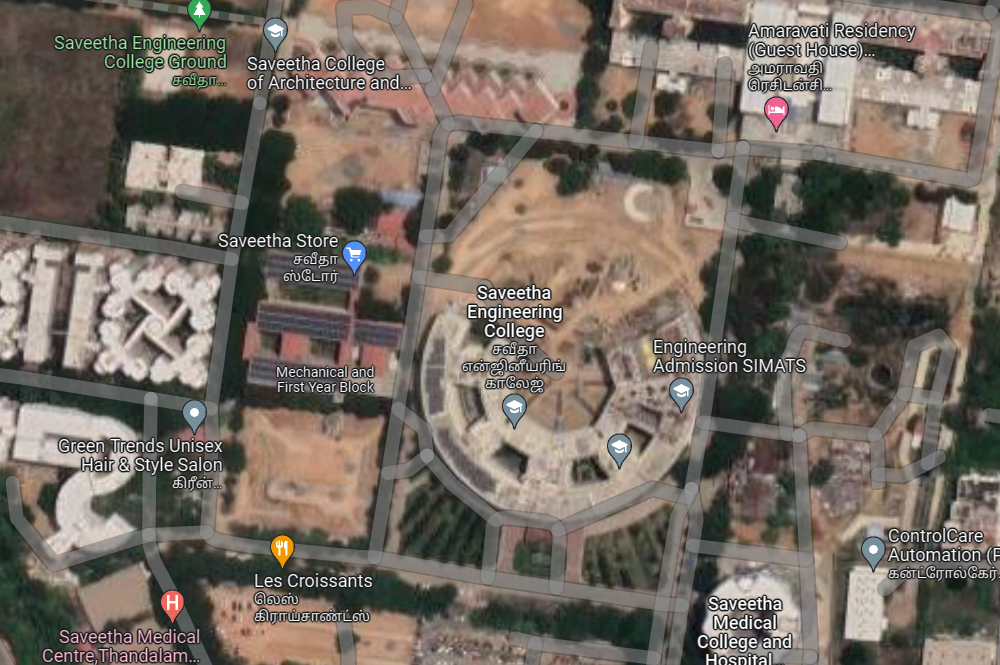 Saveetha Engineering
College Ground
சவீதா...
Saveetha College
of Architecture and...
Amaravati Residency
(Guest House)...
அமராவதி
ரெசிடன்சி...
Saveetha Store
சவீதா
ஸ்டோர்
Saveetha
Engineering
College
சவீதா
என்ஜினீயரிங்
காலேஜ்
Engineering
Admission SIMATS
Mechanical and
First Year Block
Green Trends Unisex
Hair & Style Salon
கிரீன்...
Les Croissants
லெஸ்
கிராய்சாண்ட்ஸ்
ControlCare
Automation (P
கன்ட்ரோல்கேர்
H
Saveetha Medical
Centre,Thandalam...
Saveetha
Medical
College and
Hospital...